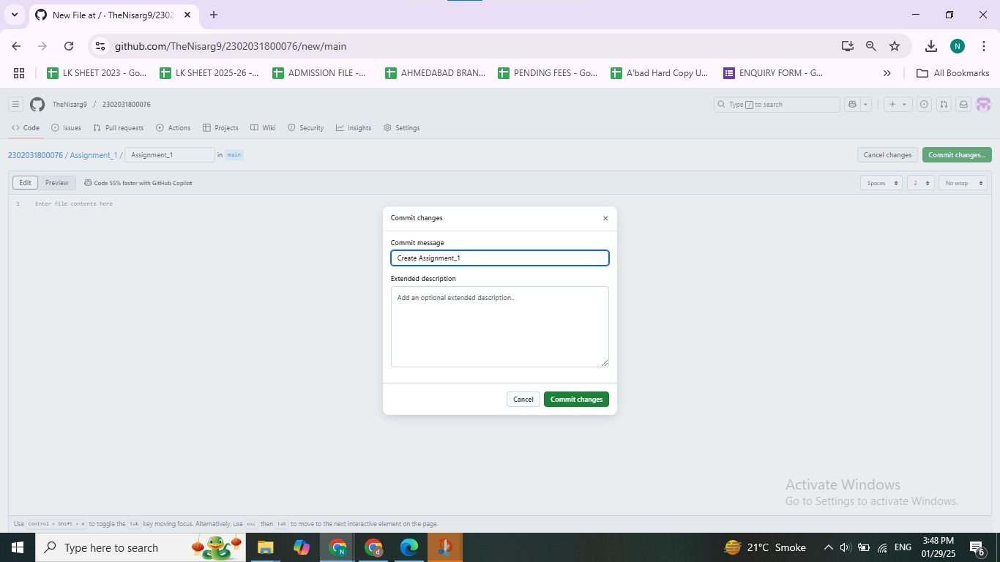 New File at / · TheNisarg9/2302
github.com/TheNisarg9/2302031800076/new/main
LK SHEET 2023 - Go...
LK SHEET 2025-26 -...
ADMISSION FILE -...
AHMEDABAD BRAN...
PENDING FEES - Go...
A'bad Hard Copy U...
ENQUIRY FORM - G...
All Bookmarks
N
TheNisarg9 / 2302031800076
Type / to search
Code
Issues
Pull requests
Actions
Projects
Wiki
Security
Insights
Settings
2302031800076 / Assignment_1 / Assignment_1 in main
Cancel changes
Commit changes...
Edit
Preview
Code 55% faster with GitHub Copilot
Spaces
2
No wrap
1 Enter file contents here
Commit changes
Commit message
Create Assignment_1
Extended description
Add an optional extended description..
Cancel
Commit changes
Activate Windows
Go to Settings to activate Windows.
Use Control + Shift + m to toggle the tab key moving focus. Alternatively, use esc then tab to move to the next interactive element on the page.
Type here to search
N
d
21°C Smoke
ENG
3:48 PM
01/29/25
6